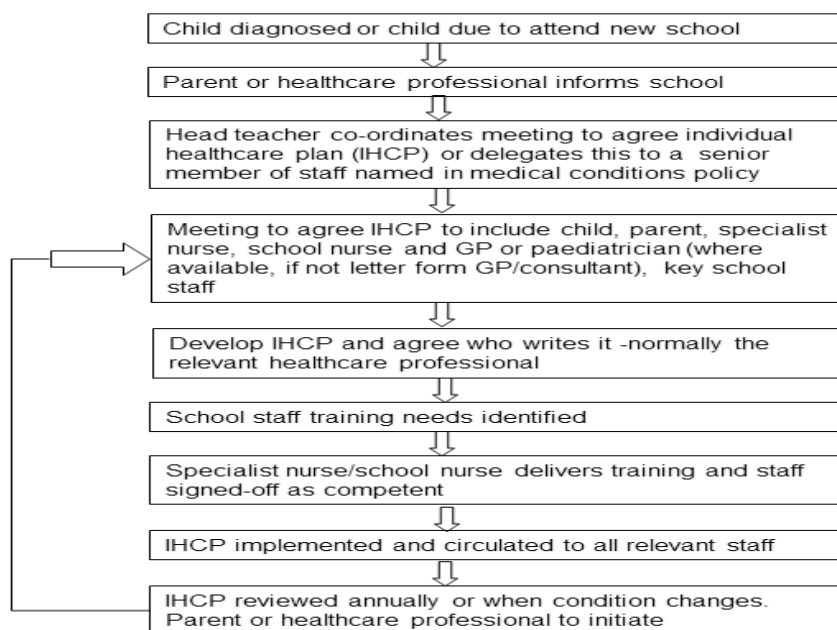 Child diagnosed or child due to attend new school
Parent or healthcare professional informs school
Head teacher co-ordinates meeting to agree individual
healthcare plan (IHCP) or delegates this to a senior
member of staff named in medical conditions policy
Meeting to agree IHCP to include child, parent, specialist
nurse, school nurse and GP or paediatrician (where
available, if not letter form GP/consultant), key school
staff
Develop IHCP and agree who writes it -normally the
relevant healthcare professional
School staff training needs identified
Specialist nurse/school nurse delivers training and staff
signed-off as competent
IHCP implemented and circulated to all relevant staff
IHCP reviewed annually or when condition changes.
Parent or healthcare professional to initiate